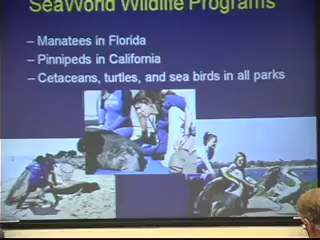 SeaWorld Wildlife Programs
– Manatees in Florida
– Pinnipeds in California
– Cetaceans, turtles, and sea birds in all parks